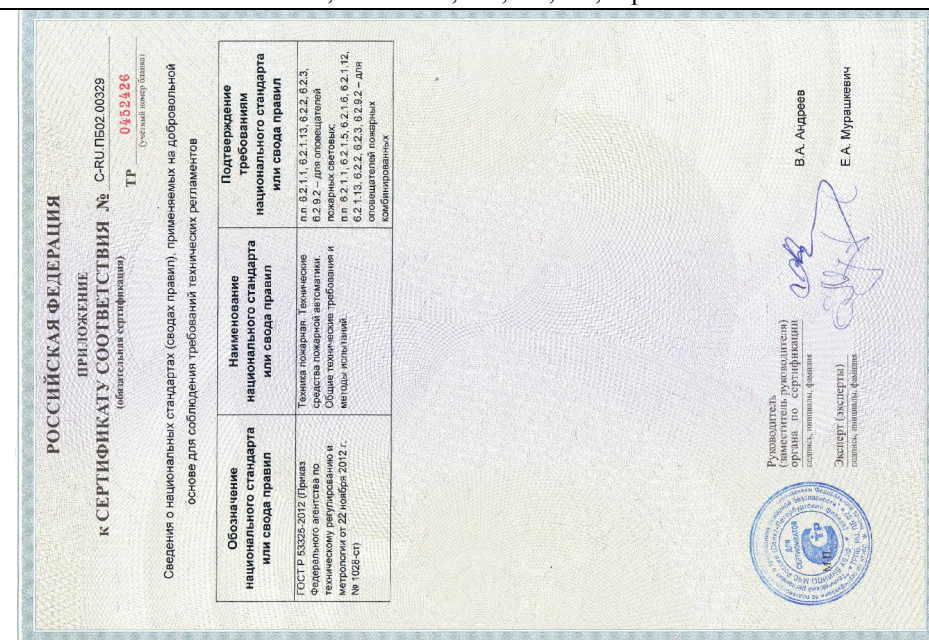 РОССИЙСКАЯ ФЕДЕРАЦИЯ
ПРИЛОЖЕНИЕ
к СЕРТИФИКАТУ СООТВЕТСТВИЯ № C-RU.ПБ02.00329
(обязательная сертификация) ТР 0452426
(учетный номер бланка)
Сведения о национальных стандартах (сводах правил), применяемых на добровольной
основе для соблюдения требований технических регламентов
Обозначение
национального стандарта
или свода правил
Наименование
национального стандарта
или свода правил
Подтверждение
требованиям
национального стандарта
или свода правил
ГОСТ Р 53325-2012 (Приказ
Федерального агентства по
техническому регулированию и
метрологии от 22 ноября 2012 г.
№ 1028-ст)
Техника пожарная. Технические
средства пожарной автоматики.
Общие технические требования и
методы испытаний.
п.п. 6.2.1.1, 6.2.1.13, 6.2.2, 6.2.3,
6.2.9.2 – для оповещателей
пожарных световых;
п.п. 6.2.1.1, 6.2.1.5, 6.2.1.6, 6.2.1.12,
6.2.1.13, 6.2.2, 6.2.3, 6.2.9.2 – для
оповещателей пожарных
комбинированных
Руководитель
(заместитель руководителя)
органа по сертификации
подпись, инициалы, фамилия
В.А. Андреев
Эксперт (эксперты)
подпись, инициалы, фамилия
Е.А. Мурашкевич
М.П.
ДЛЯ
СЕРТИФИКАТОВ
ТР